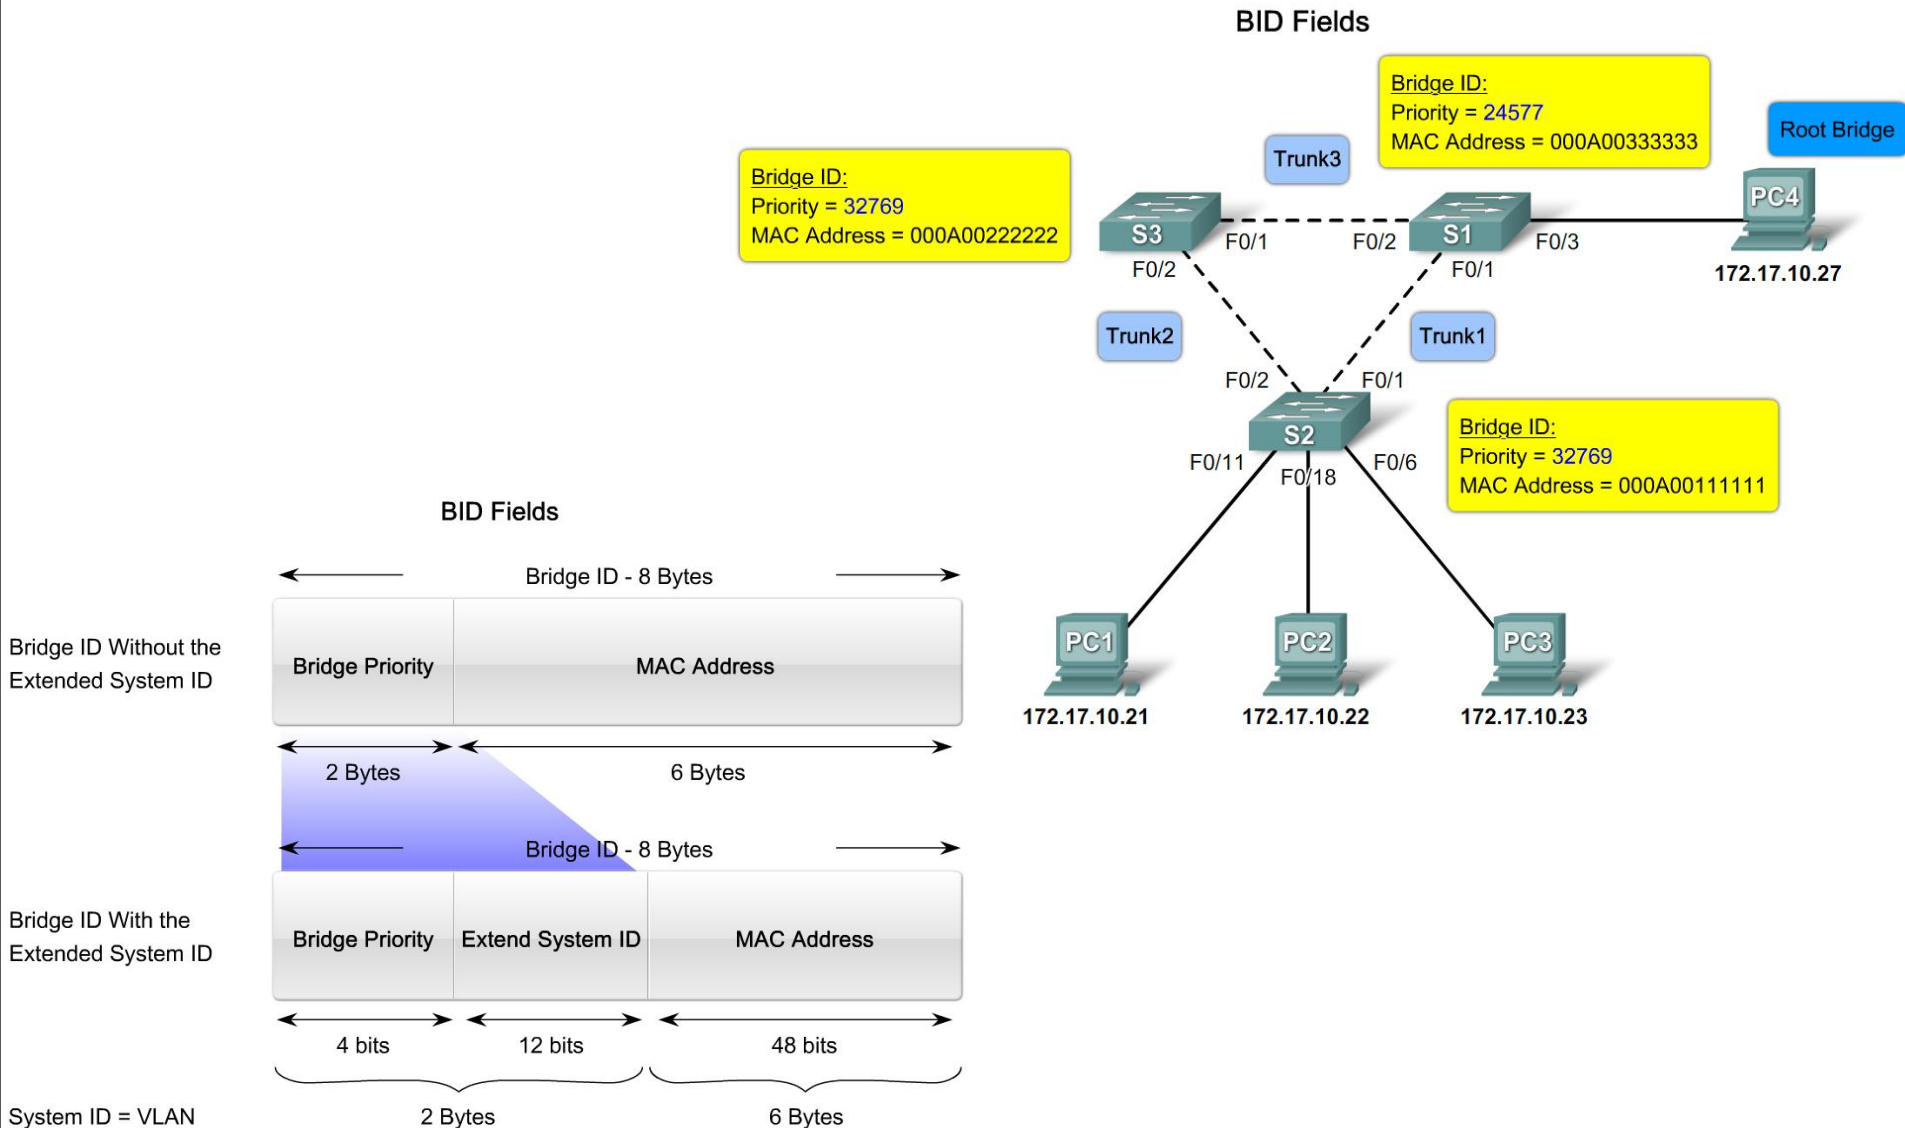 BID Fields
Bridge ID:
Priority = 24577
MAC Address = 000A00333333
Root Bridge
Trunk3
Bridge ID:
Priority = 32769
MAC Address = 000A00222222
PC4
S3
S1
F0/1
F0/2
F0/3
F0/2
F0/1
172.17.10.27
Trunk2
Trunk1
F0/2
F0/1
Bridge ID:
Priority = 32769
MAC Address = 000A00111111
S2
F0/11
F0/18
F0/6
PC1
PC2
PC3
172.17.10.21
172.17.10.22
172.17.10.23
BID Fields
Bridge ID - 8 Bytes
Bridge ID Without the
Extended System ID
Bridge Priority
MAC Address
2 Bytes
6 Bytes
Bridge ID - 8 Bytes
Bridge ID With the
Extended System ID
Bridge Priority
Extend System ID
MAC Address
4 bits
12 bits
48 bits
System ID = VLAN
2 Bytes
6 Bytes